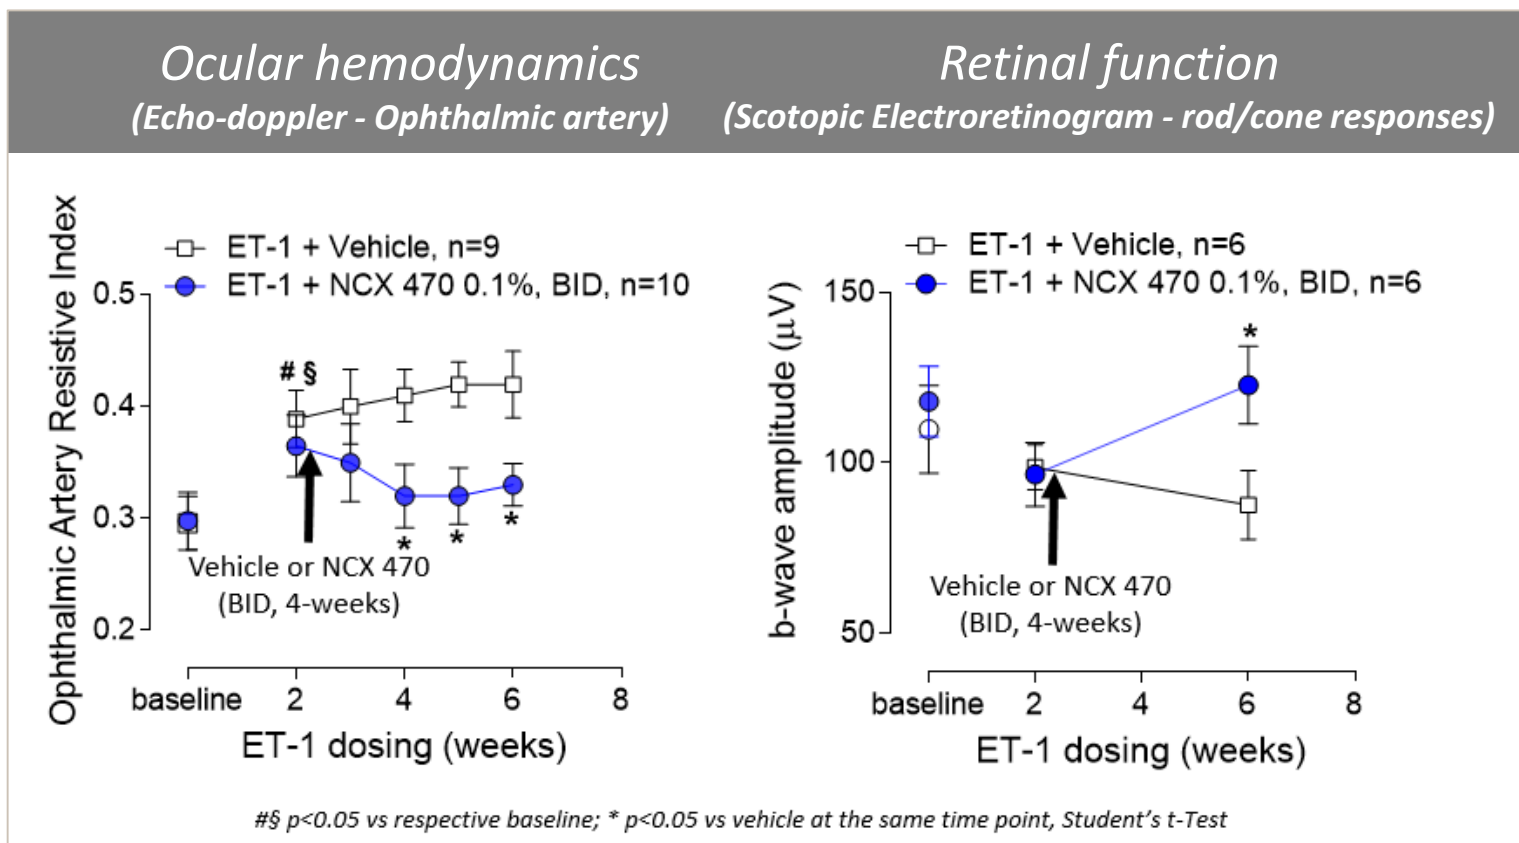 Ocular hemodynamics
(Echo-doppler - Ophthalmic artery)
Ophthalmic Artery Resistive Index
ET-1 + Vehicle, n=9
ET-1 + NCX 470 0.1%, BID, n=10
0.5
0.4
0.3
0.2
# §
*
*
*
Vehicle or NCX 470
(BID, 4-weeks)
baseline 2 4 6 8
ET-1 dosing (weeks)
Retinal function
(Scotopic Electroretinogram - rod/cone responses)
b-wave amplitude (μV)
ET-1 + Vehicle, n=6
ET-1 + NCX 470 0.1%, BID, n=6
150
100
50
*
Vehicle or NCX 470
(BID, 4-weeks)
baseline 2 4 6 8
ET-1 dosing (weeks)
#§ p<0.05 vs respective baseline; * p<0.05 vs vehicle at the same time point, Student's t-Test